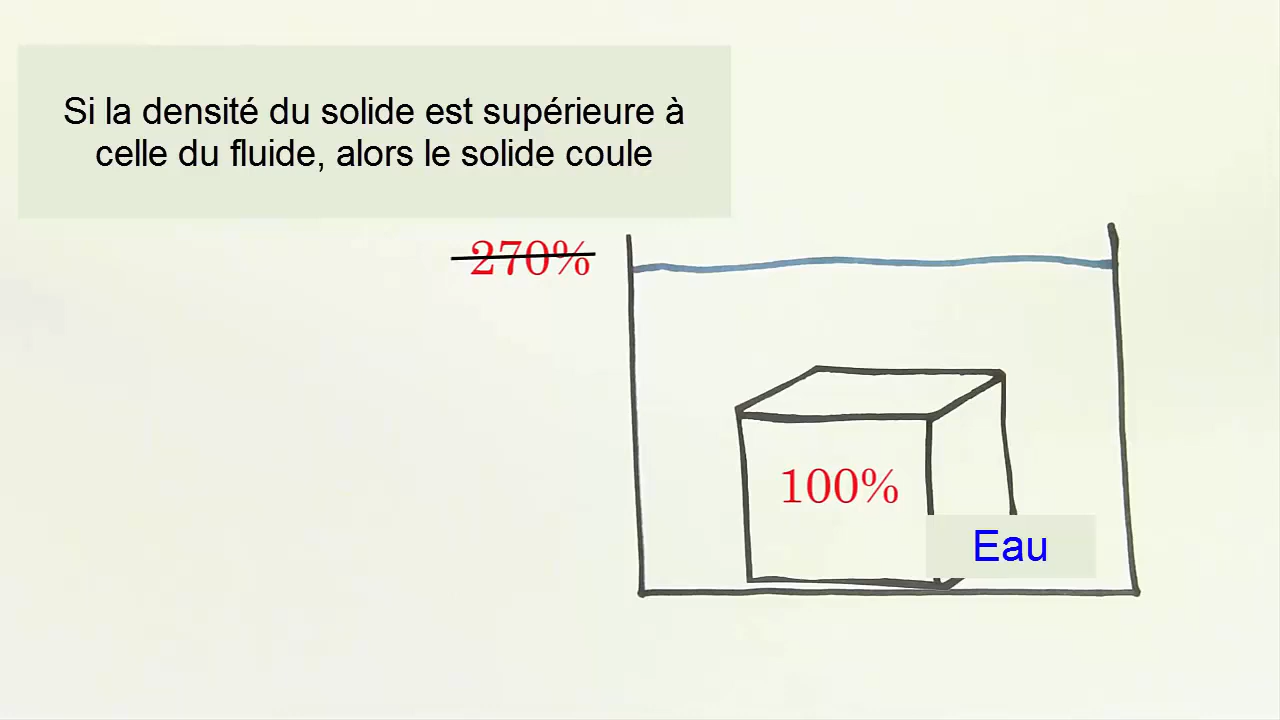 Si la densité du solide est supérieure à
celle du fluide, alors le solide coule
270%
100%
Eau